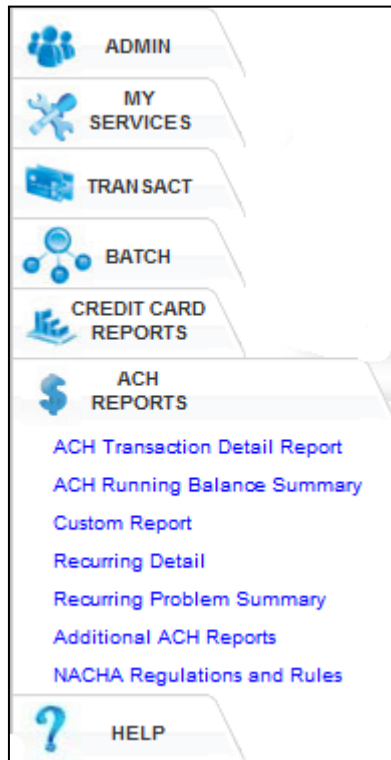 ADMIN
MY
SERVICES
TRANSACT
BATCH
CREDIT CARD
REPORTS
ACH
REPORTS
ACH Transaction Detail Report
ACH Running Balance Summary
Custom Report
Recurring Detail
Recurring Problem Summary
Additional ACH Reports
NACHA Regulations and Rules
HELP